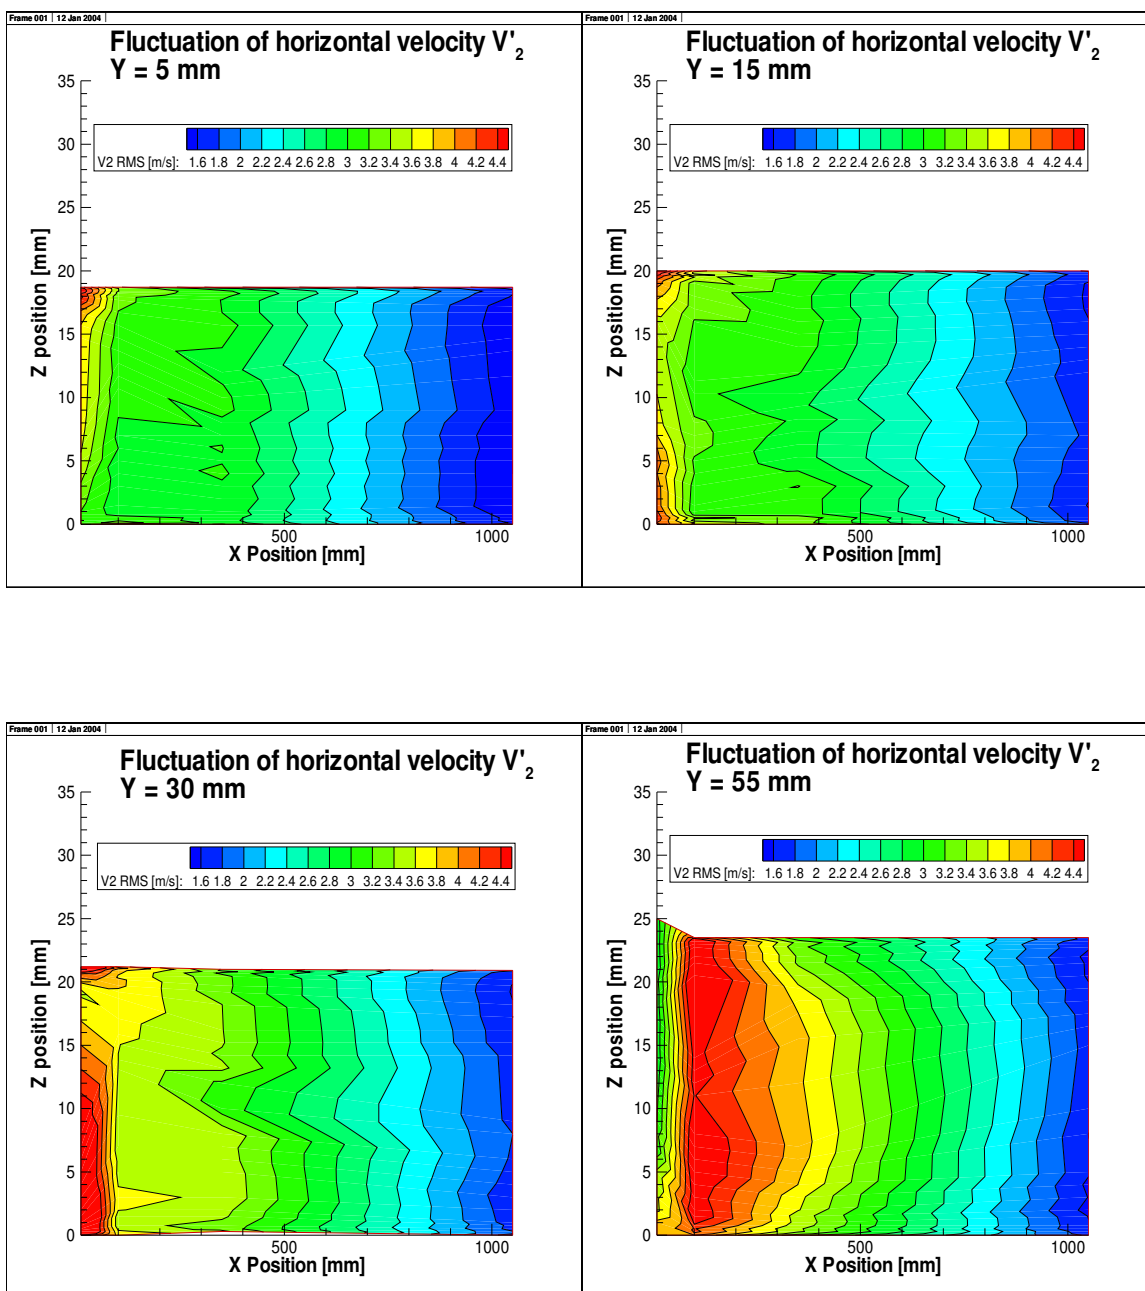 Frame 001 | 12 Jan 2004 |
Fluctuation of horizontal velocity V'2
Y = 5 mm
V2 RMS [m/s]: 1.6 1.8 2 2.2 2.4 2.6 2.8 3 3.2 3.4 3.6 3.8 4 4.2 4.4
35
30
25
20
15
10
5
0
Z position [mm]
500 1000
X Position [mm]
Frame 001 | 12 Jan 2004 |
Fluctuation of horizontal velocity V'2
Y = 15 mm
V2 RMS [m/s]: 1.6 1.8 2 2.2 2.4 2.6 2.8 3 3.2 3.4 3.6 3.8 4 4.2 4.4
35
30
25
20
15
10
5
0
Z position [mm]
500 1000
X Position [mm]
Frame 001 | 12 Jan 2004 |
Fluctuation of horizontal velocity V'2
Y = 30 mm
V2 RMS [m/s]: 1.6 1.8 2 2.2 2.4 2.6 2.8 3 3.2 3.4 3.6 3.8 4 4.2 4.4
35
30
25
20
15
10
5
0
Z position [mm]
500 1000
X Position [mm]
Frame 001 | 12 Jan 2004 |
Fluctuation of horizontal velocity V'2
Y = 55 mm
V2 RMS [m/s]: 1.6 1.8 2 2.2 2.4 2.6 2.8 3 3.2 3.4 3.6 3.8 4 4.2 4.4
35
30
25
20
15
10
5
0
Z position [mm]
500 1000
X Position [mm]